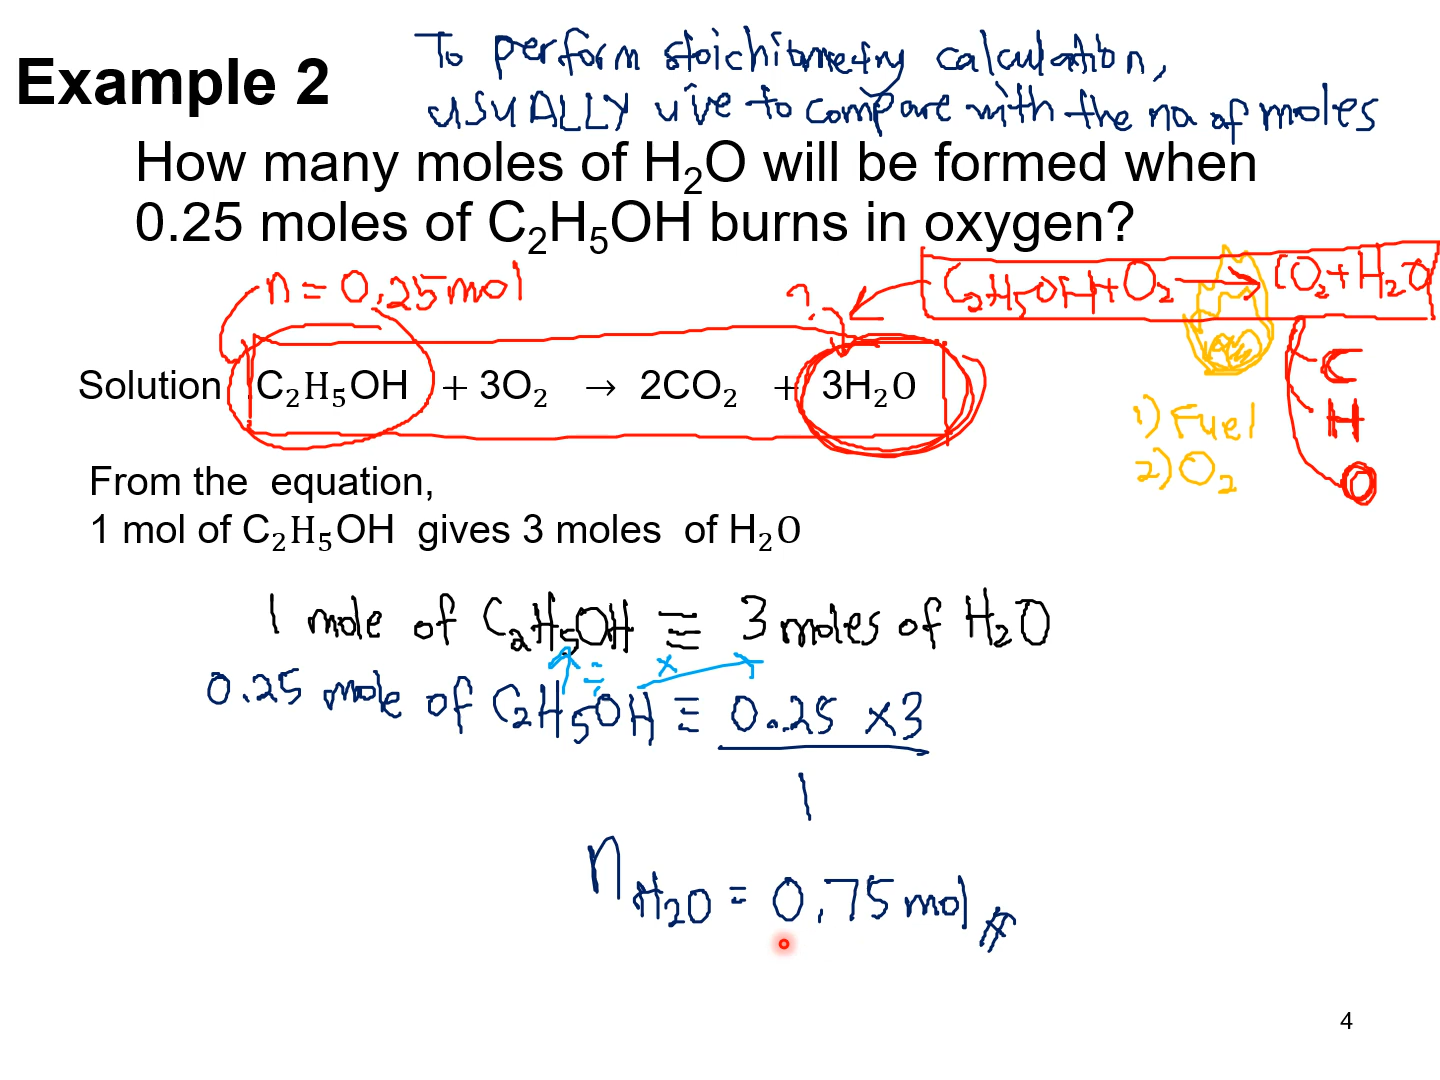 Example 2
To perform stoichiometry calculation,
USUALLY u've to compare with the no of moles
How many moles of H₂O will be formed when
0.25 moles of C₂H₅OH burns in oxygen?
n = 0.25 mol
?
C₂H₅OH + O₂ → CO₂ + H₂O
Solution C₂H₅OH + 3O₂ → 2CO₂ + 3H₂O
C
H
O
1) Fuel
2) O₂
From the equation,
1 mol of C₂H₅OH gives 3 moles of H₂O
1 mole of C₂H₅OH ≡ 3 moles of H₂O
÷ ×
0.25 mole of C₂H₅OH ≡ 0.25 × 3
1
n H₂O = 0.75 mol #
4